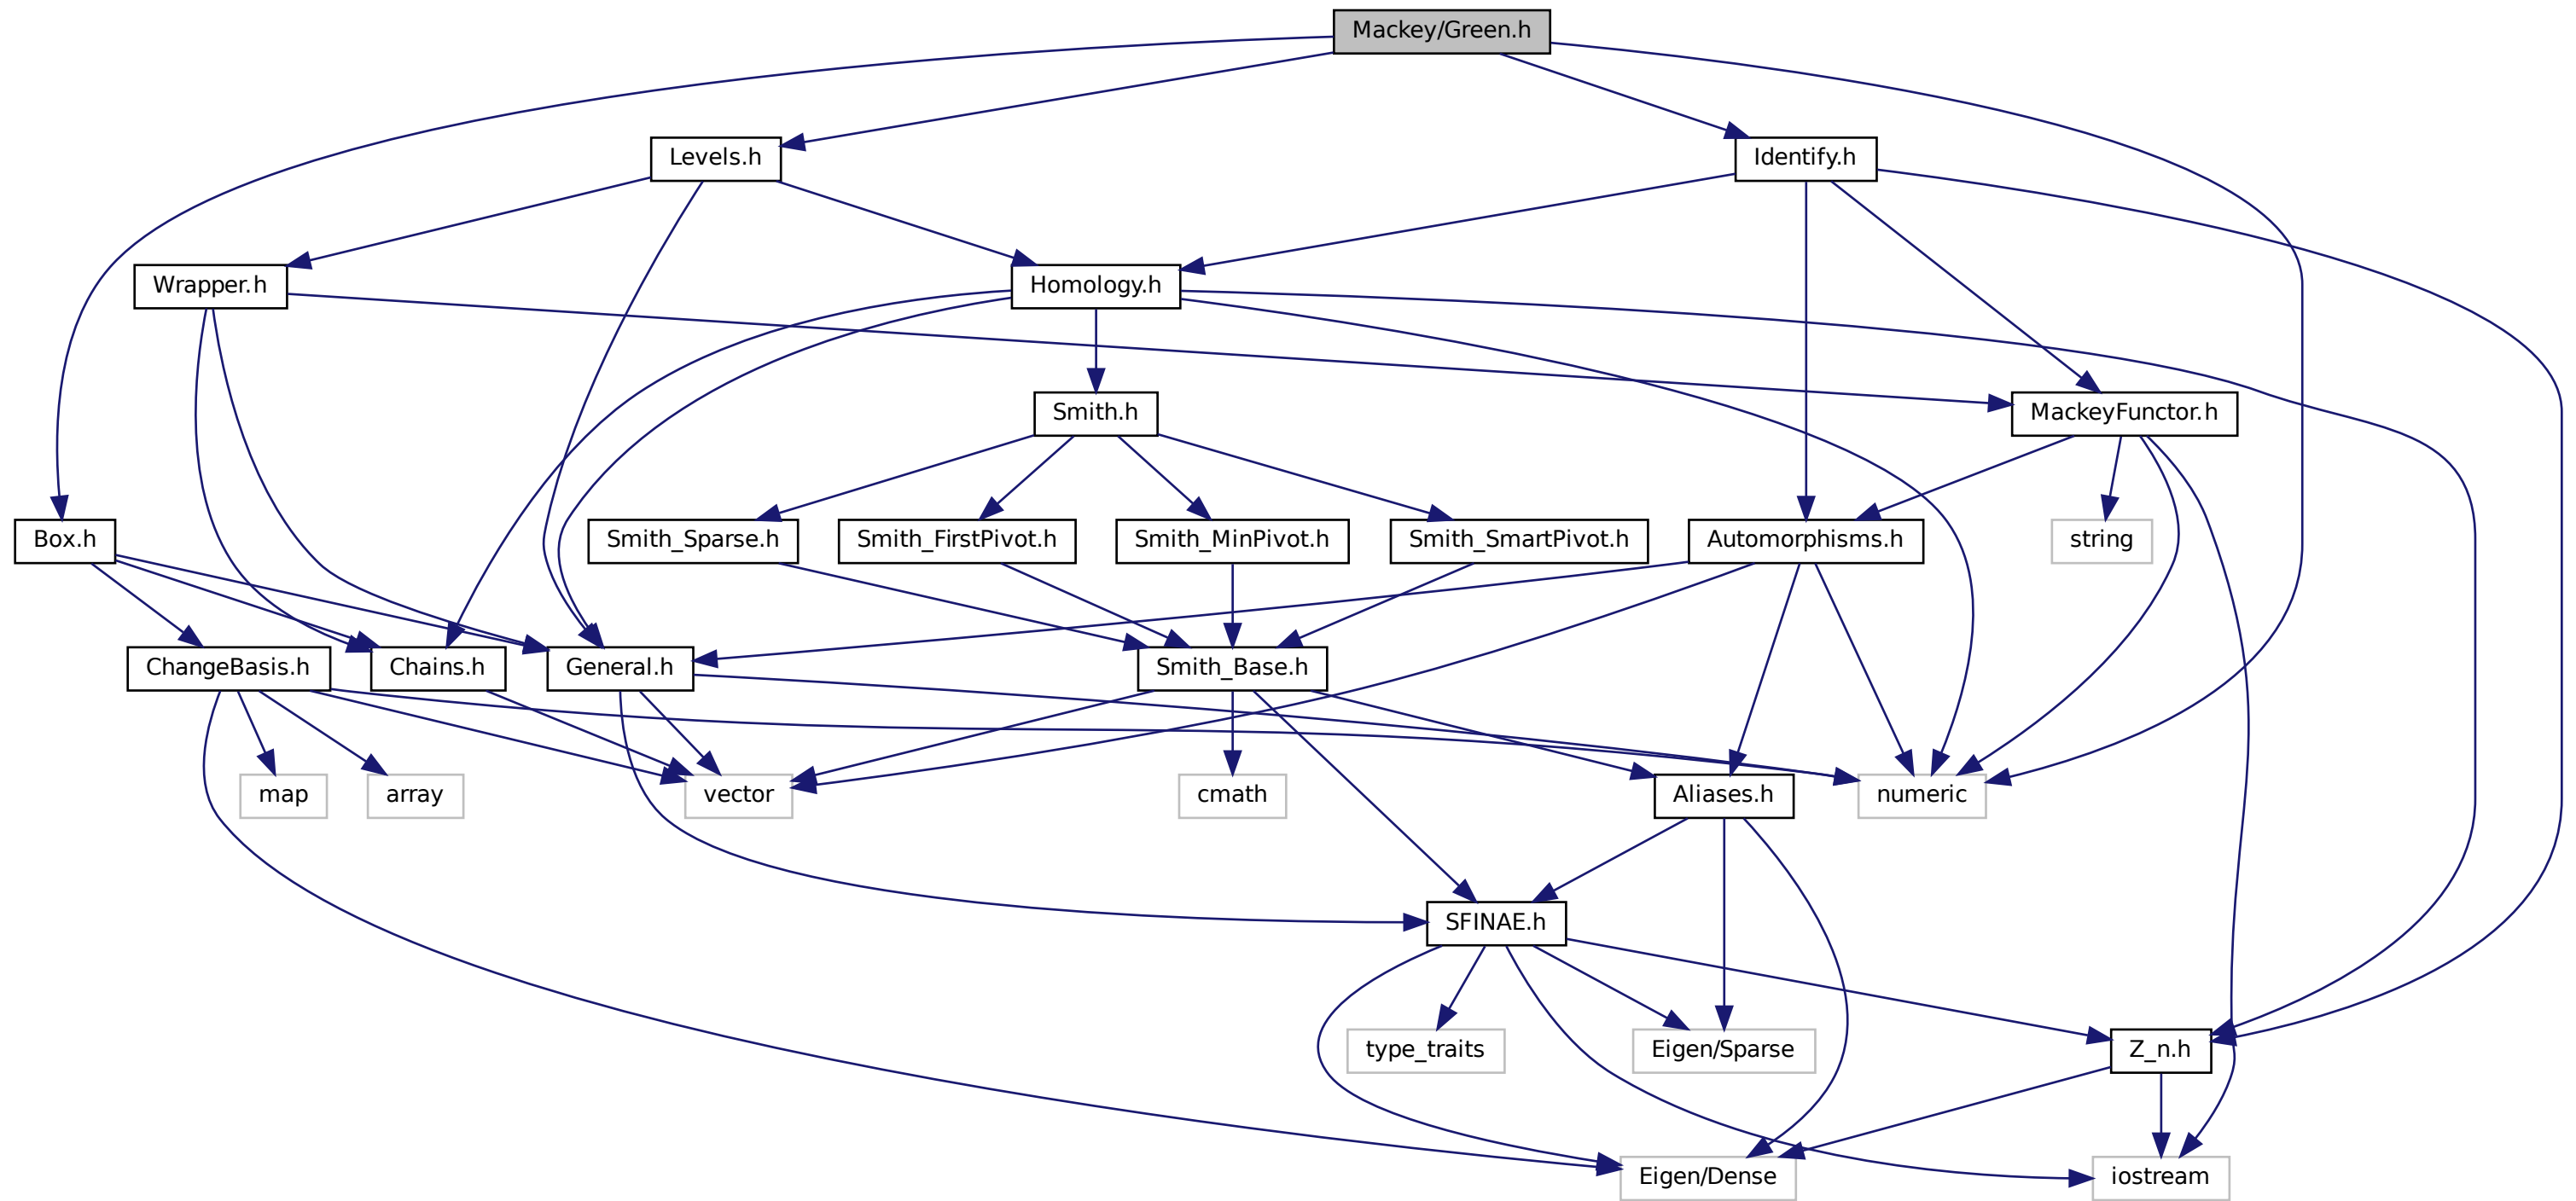 Mackey/Green.h
Levels.h
Identify.h
Wrapper.h
Homology.h
Smith.h
MackeyFunctor.h
Box.h
Smith_Sparse.h
Smith_FirstPivot.h
Smith_MinPivot.h
Smith_SmartPivot.h
Automorphisms.h
string
ChangeBasis.h
Chains.h
General.h
Smith_Base.h
map
array
vector
cmath
Aliases.h
numeric
SFINAE.h
type_traits
Eigen/Sparse
Z_n.h
Eigen/Dense
iostream